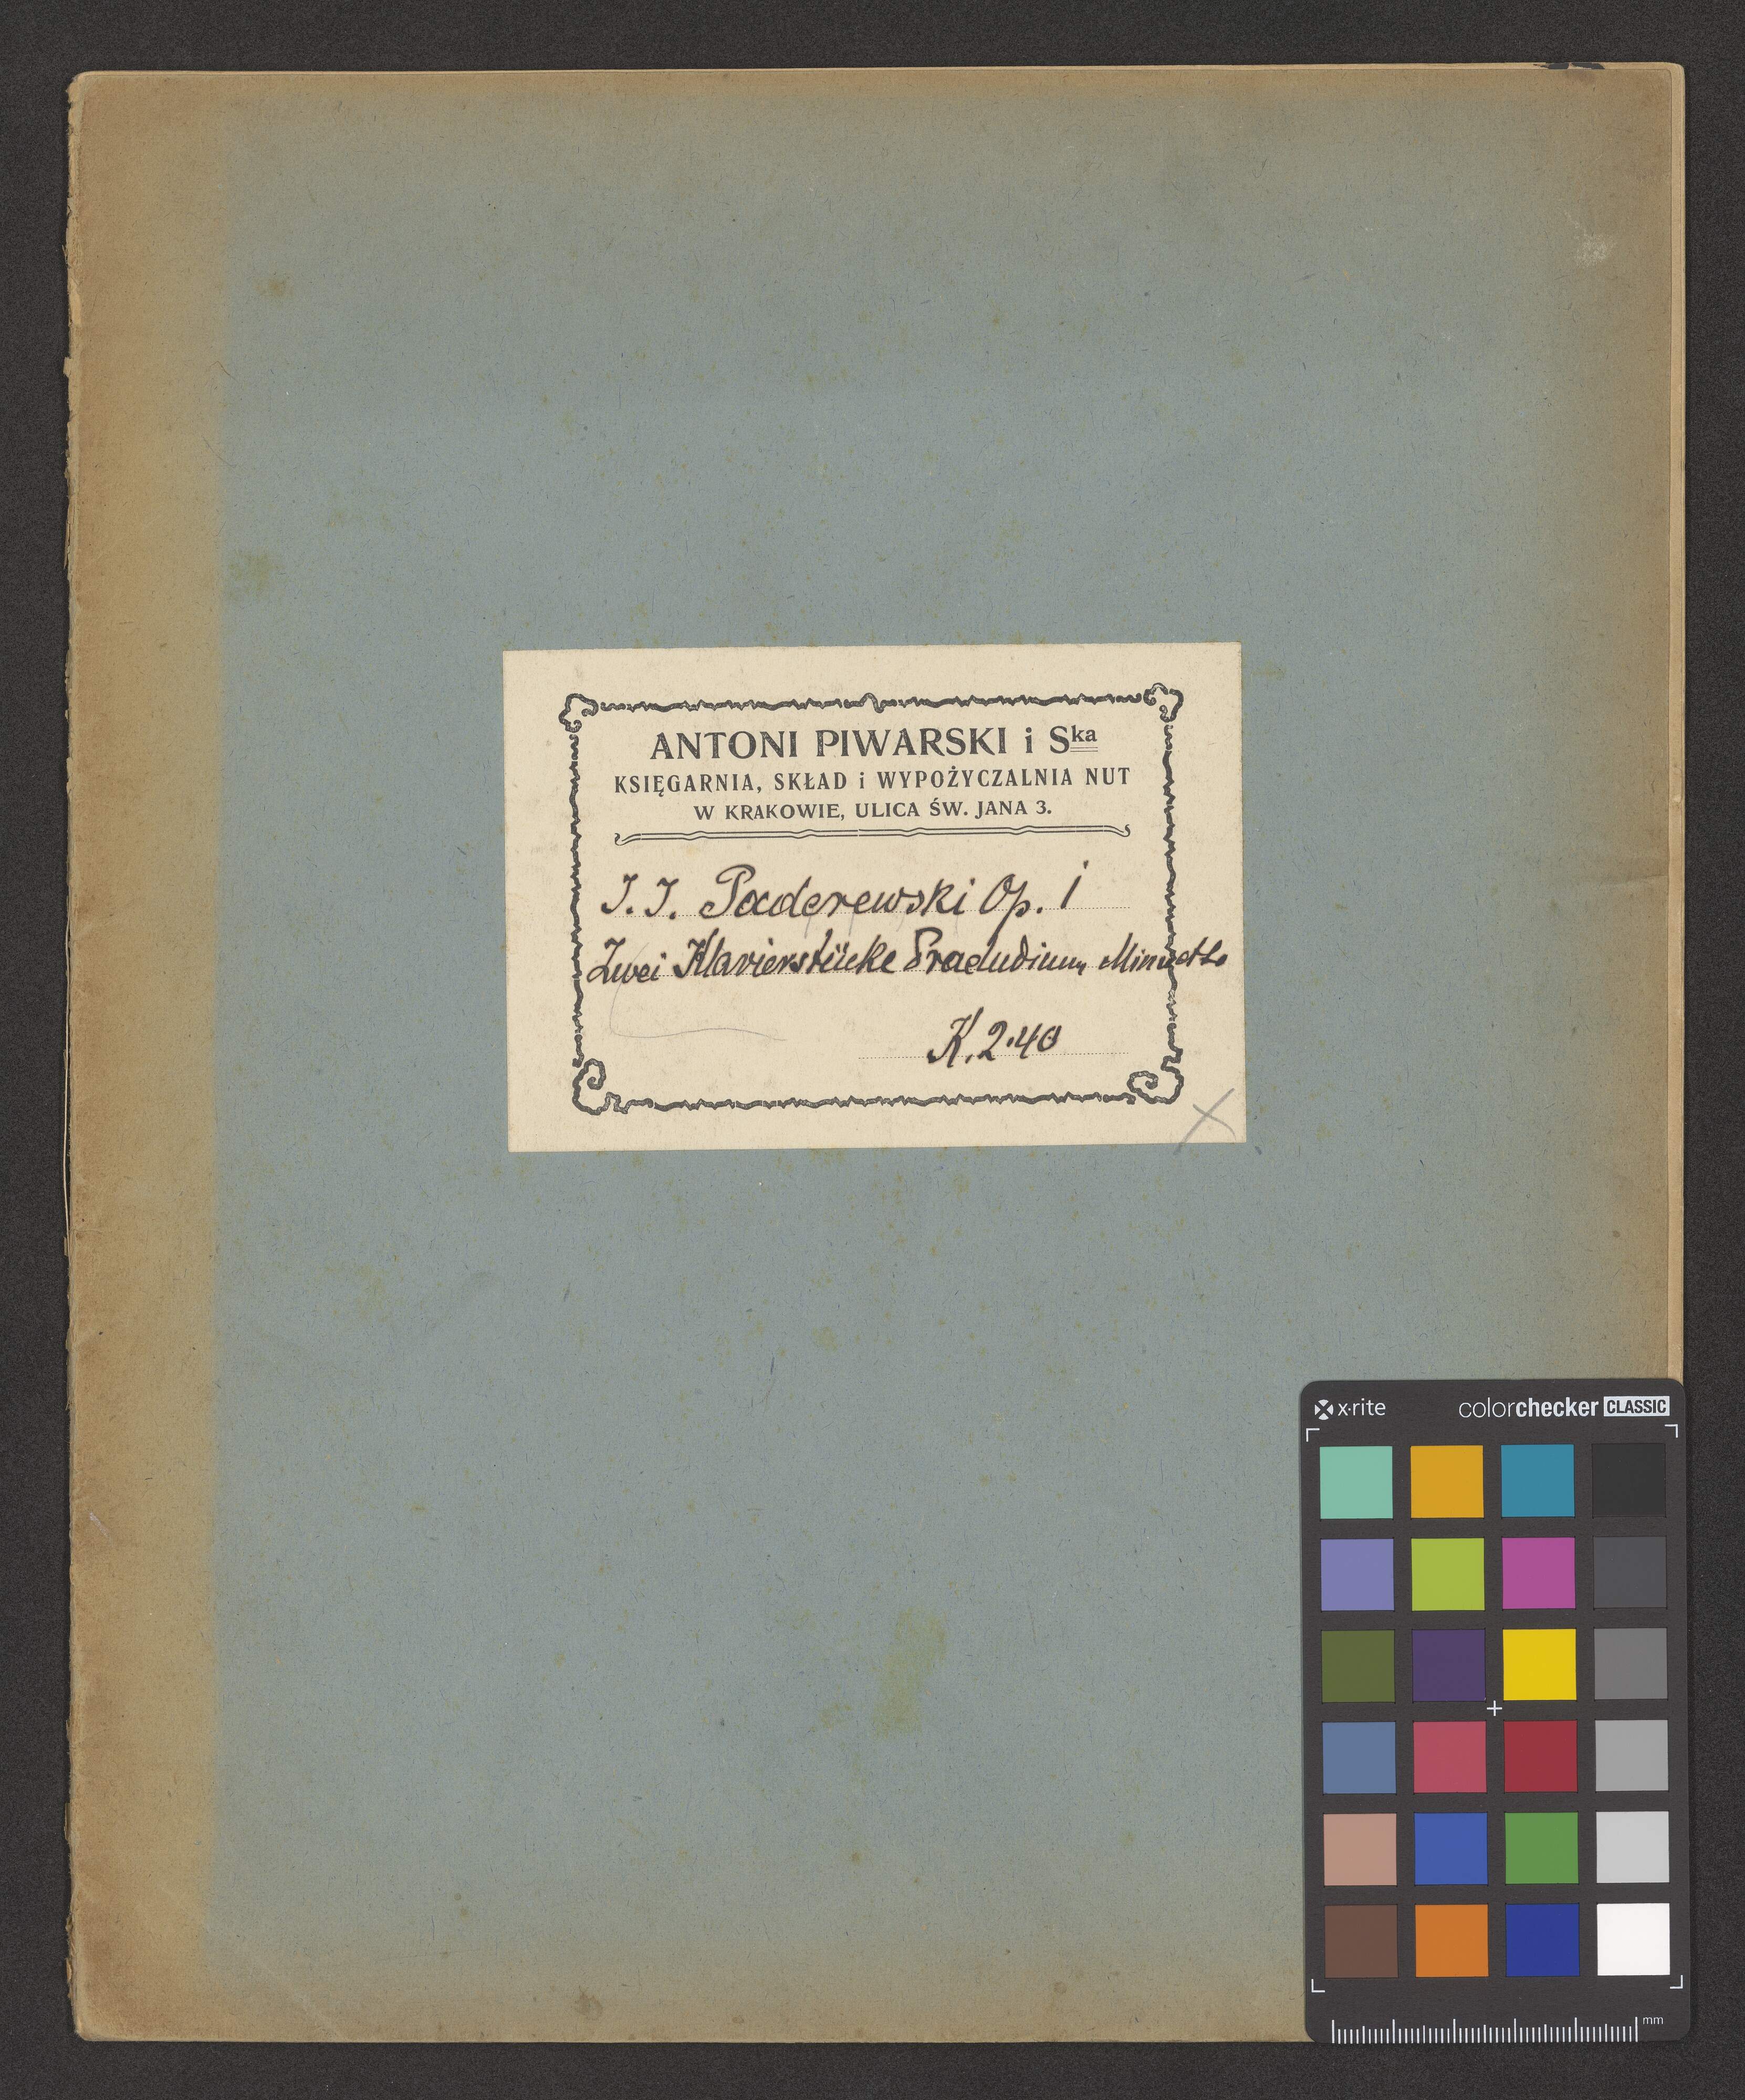 ANTONI PIWARSKI i Ska
KSIĘGARNIA, SKŁAD i WYPOŻYCZALNIA NUT
W KRAKOWIE, ULICA ŚW. JANA 3.
J. J. Paderewski Op. 1
Zwei Klavierstücke Praeludium Minuetto
K. 2·40
x·rite colorchecker CLASSIC
mm